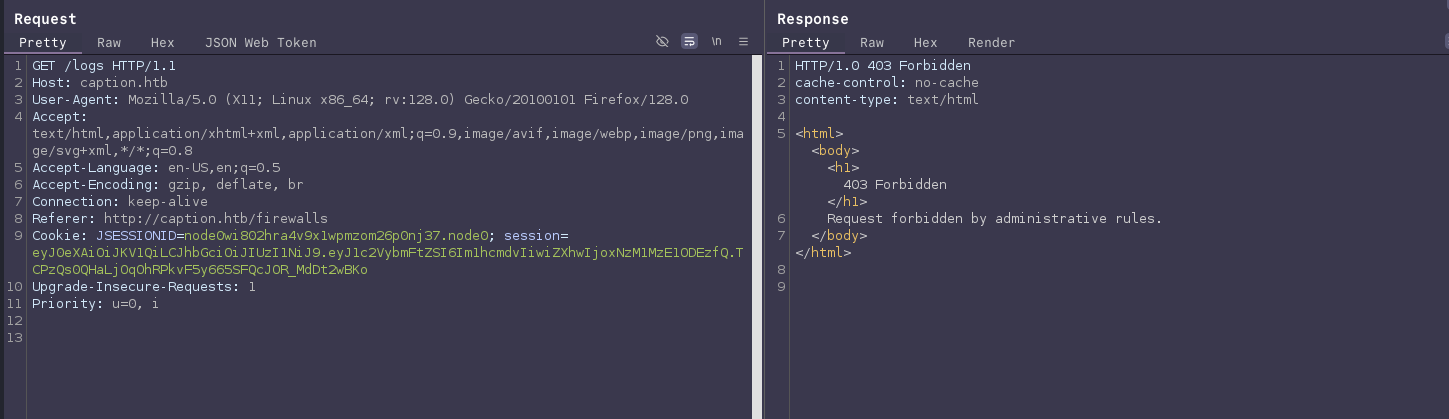 Request
Pretty Raw Hex JSON Web Token \n
1 GET /logs HTTP/1.1
2 Host: caption.htb
3 User-Agent: Mozilla/5.0 (X11; Linux x86_64; rv:128.0) Gecko/20100101 Firefox/128.0
4 Accept:
text/html,application/xhtml+xml,application/xml;q=0.9,image/avif,image/webp,image/png,ima
ge/svg+xml,*/*;q=0.8
5 Accept-Language: en-US,en;q=0.5
6 Accept-Encoding: gzip, deflate, br
7 Connection: keep-alive
8 Referer: http://caption.htb/firewalls
9 Cookie: JSESSIONID=node0wi802hra4v9x1wpmzom26p0nj37.node0; session=
eyJ0eXAiOiJKV1QiLCJhbGciOiJIUzI1NiJ9.eyJ1c2VybmFtZSI6Im1hcmdvIiwiZXhwIjoxNzM1MzE1ODEzfQ.T
CPzQsOQHaLjOqOhRPkvF5y665SFQcJOR_MdDt2wBKo
10 Upgrade-Insecure-Requests: 1
11 Priority: u=0, i
12
13
Response
Pretty Raw Hex Render
1 HTTP/1.0 403 Forbidden
2 cache-control: no-cache
3 content-type: text/html
4
5 <html>
<body>
<h1>
403 Forbidden
</h1>
6 Request forbidden by administrative rules.
7 </body>
</html>
8
9